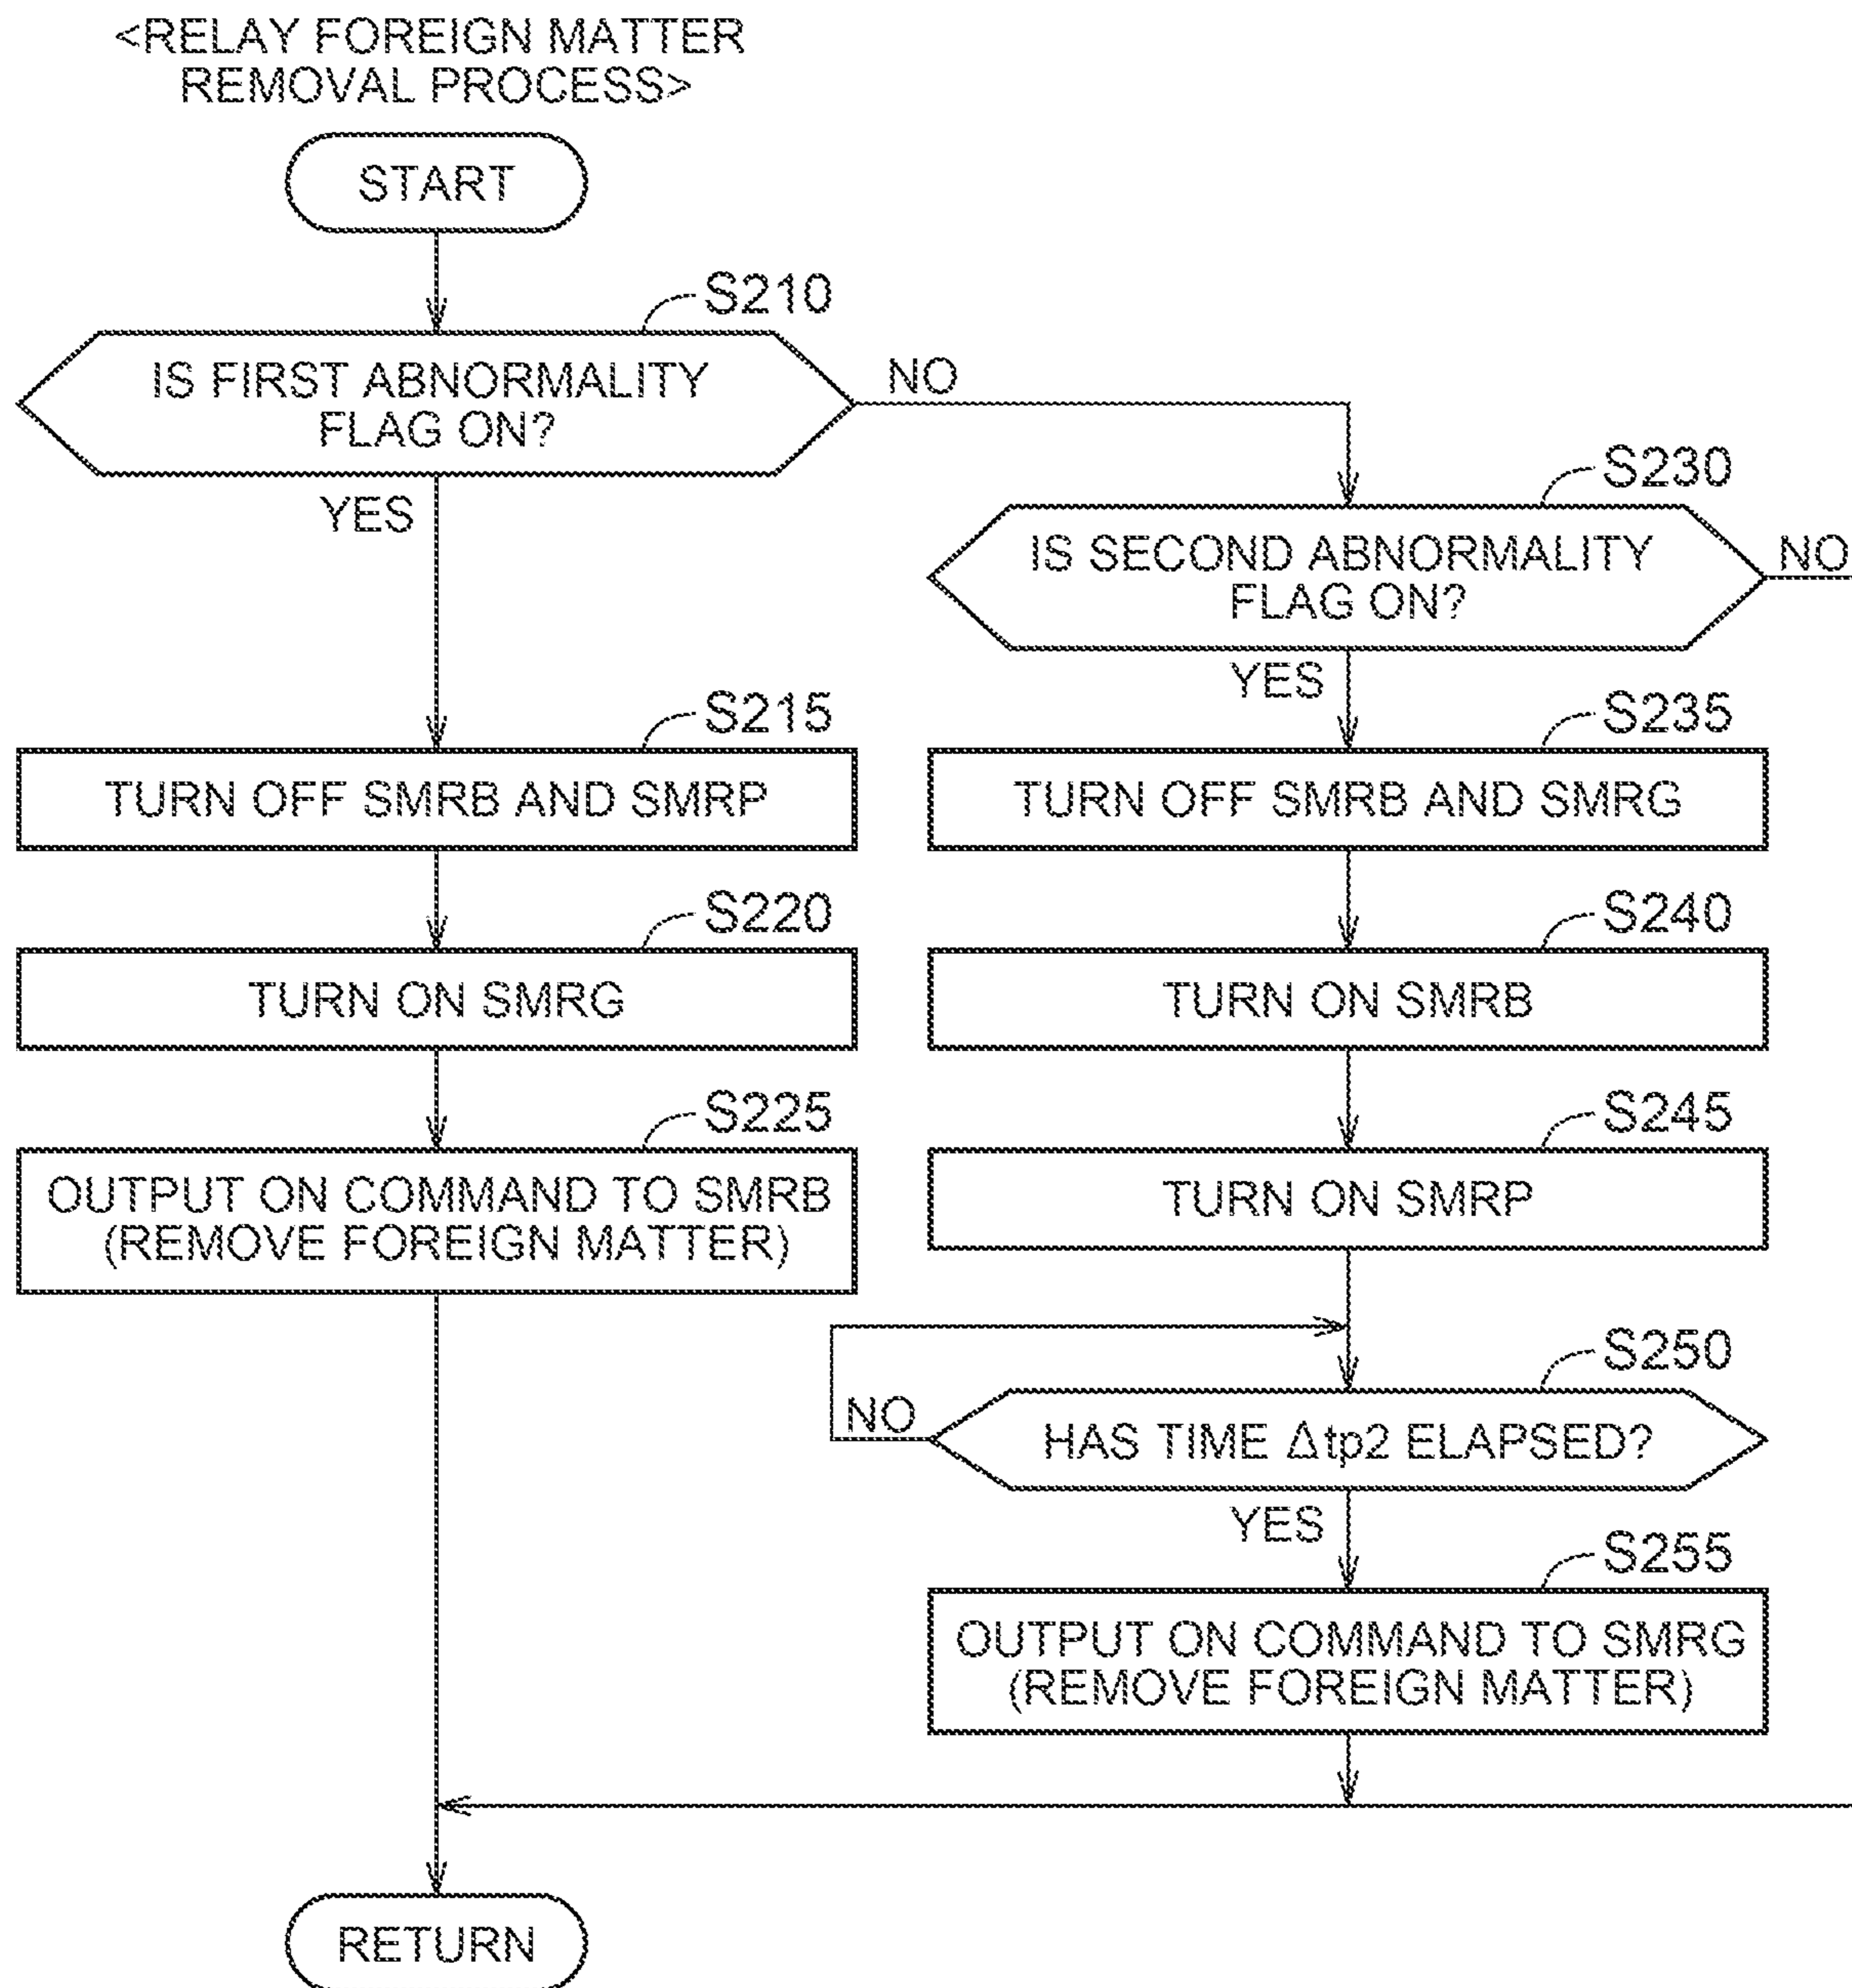 <RELAY FOREIGN MATTER
REMOVAL PROCESS>
START
S210
IS FIRST ABNORMALITY
FLAG ON?
NO
YES
S230
IS SECOND ABNORMALITY
FLAG ON?
NO
YES
S215
TURN OFF SMRB AND SMRP
S235
TURN OFF SMRB AND SMRG
S220
TURN ON SMRG
S240
TURN ON SMRB
S225
OUTPUT ON COMMAND TO SMRB
(REMOVE FOREIGN MATTER)
S245
TURN ON SMRP
S250
HAS TIME Δtp2 ELAPSED?
NO
YES
S255
OUTPUT ON COMMAND TO SMRG
(REMOVE FOREIGN MATTER)
RETURN